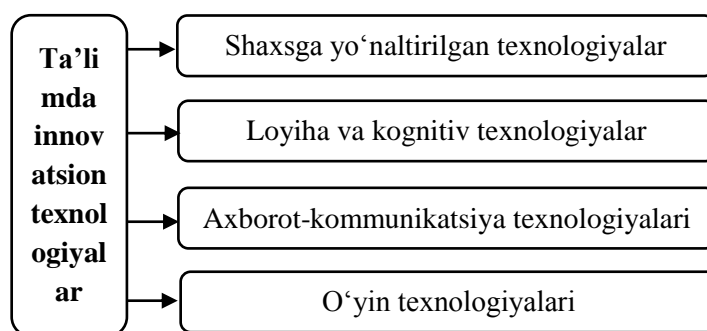 Ta’li
mda
innov
atsion
texnol
ogiyal
ar
Shaxsga yo‘naltirilgan texnologiyalar
Loyiha va kognitiv texnologiyalar
Axborot-kommunikatsiya texnologiyalari
O‘yin texnologiyalari